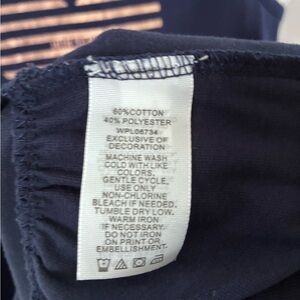 60%COTTON
40% POLYESTER
WPL06734
EXCLUSIVE OF
DECORATION
MACHINE WASH
COLD WITH LIKE
COLORS,
GENTLE CYCLE,
USE ONLY
NON-CHLORINE
BLEACH IF NEEDED.
TUMBLE DRY LOW.
WARM IRON
IF NECESSARY.
DO NOT IRON
ON PRINT OR
EMBELLISHMENT.